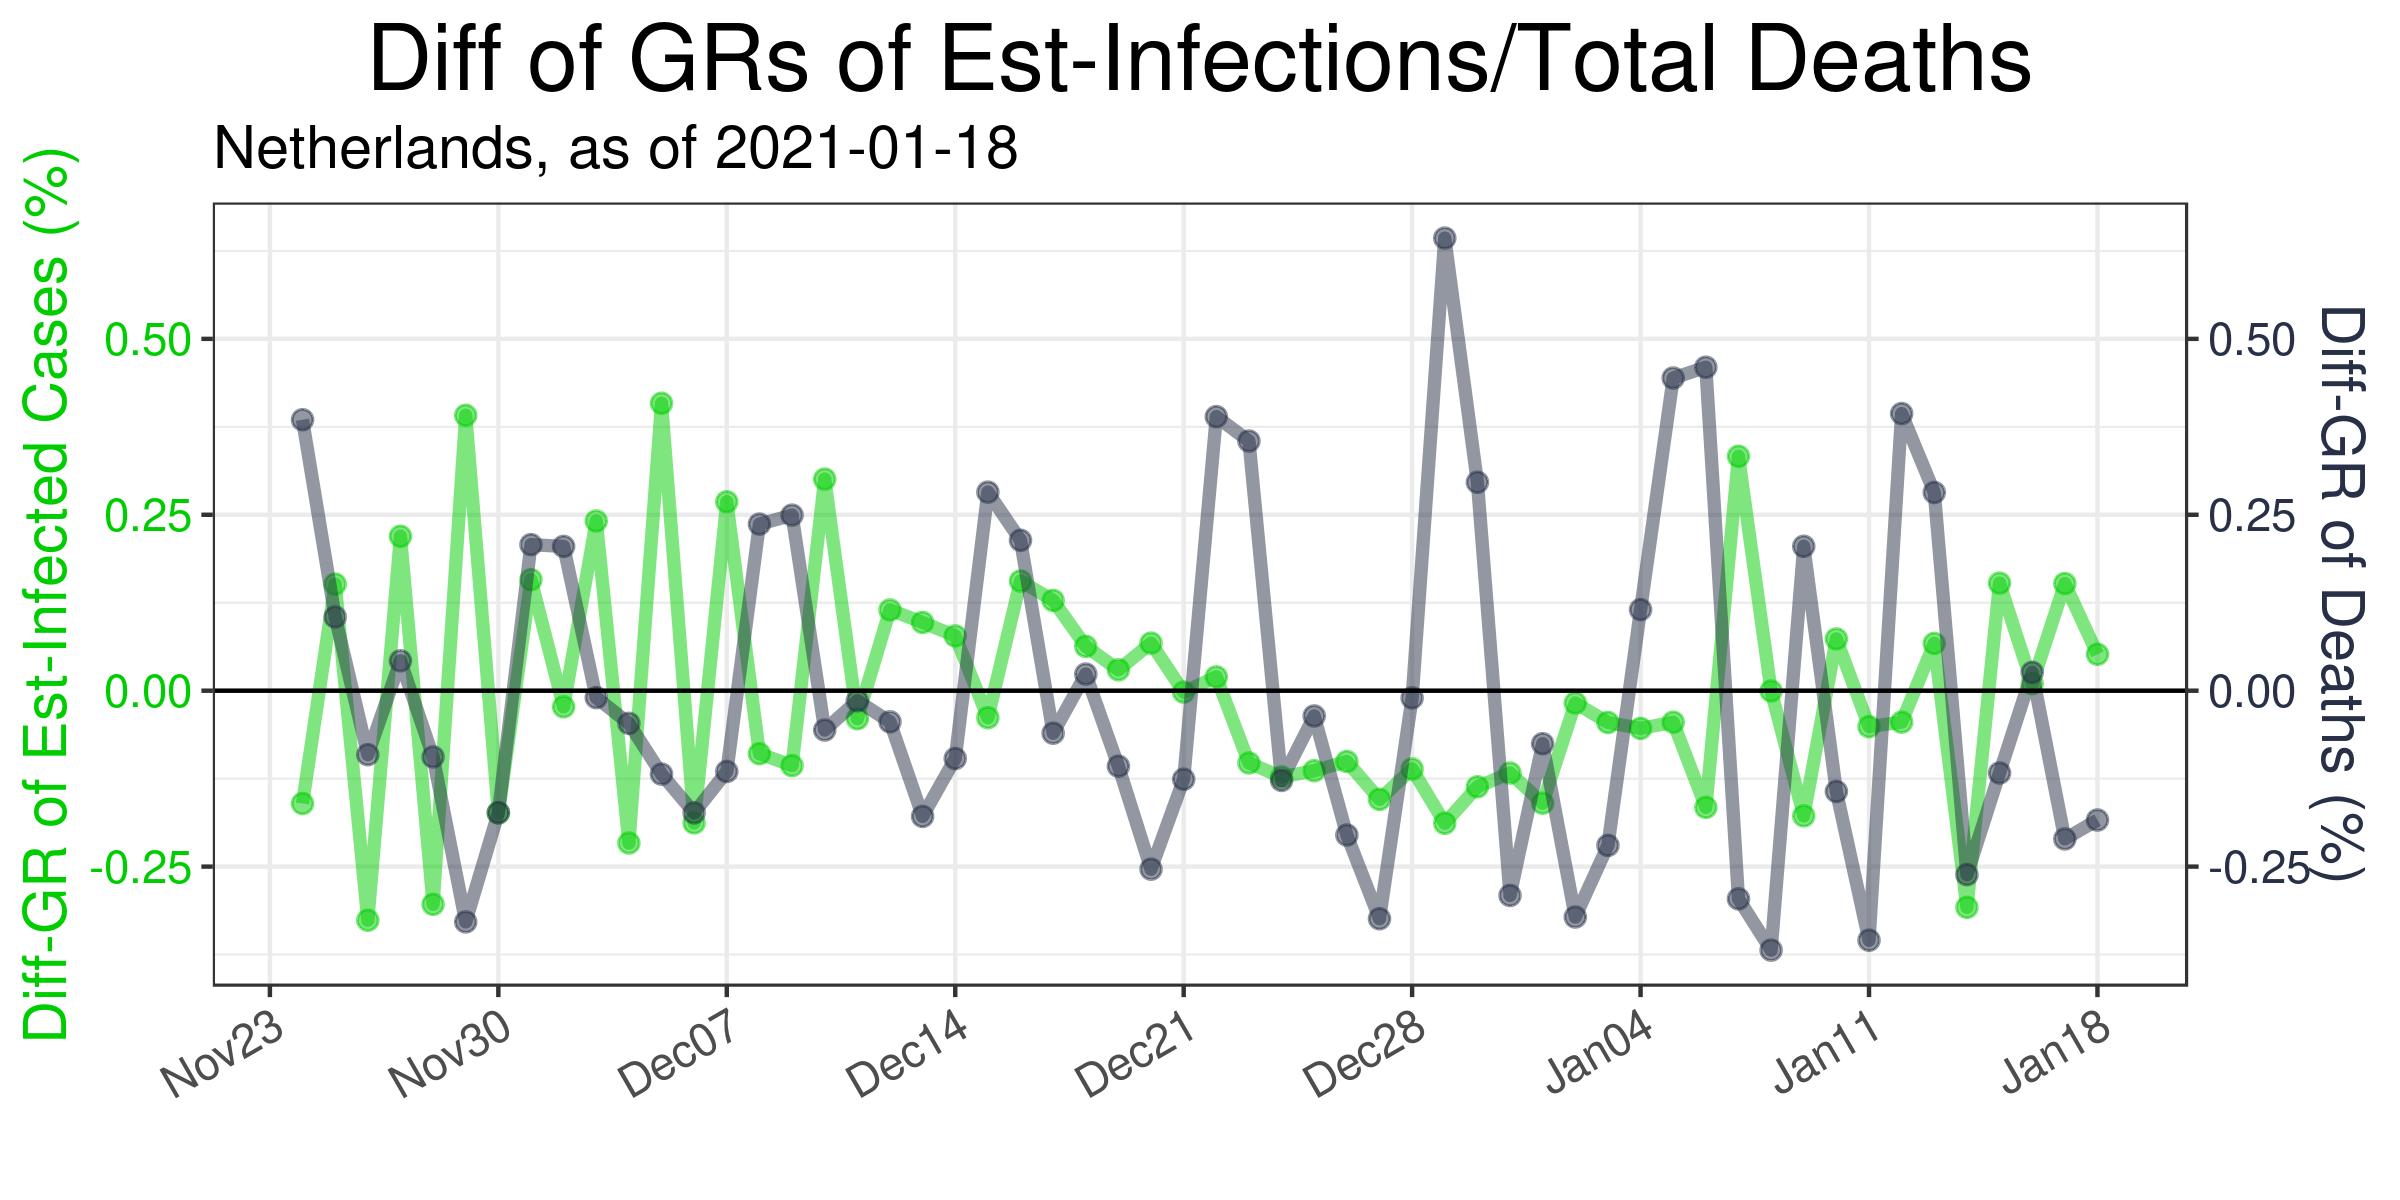 Diff of GRs of Est-Infections/Total Deaths
Netherlands, as of 2021-01-18
Diff-GR of Est-Infected Cases (%)
0.50
0.25
0.00
-0.25
0.50
0.25
0.00
-0.25
Diff-GR of Deaths (%)
Nov23
Nov30
Dec07
Dec14
Dec21
Dec28
Jan04
Jan11
Jan18